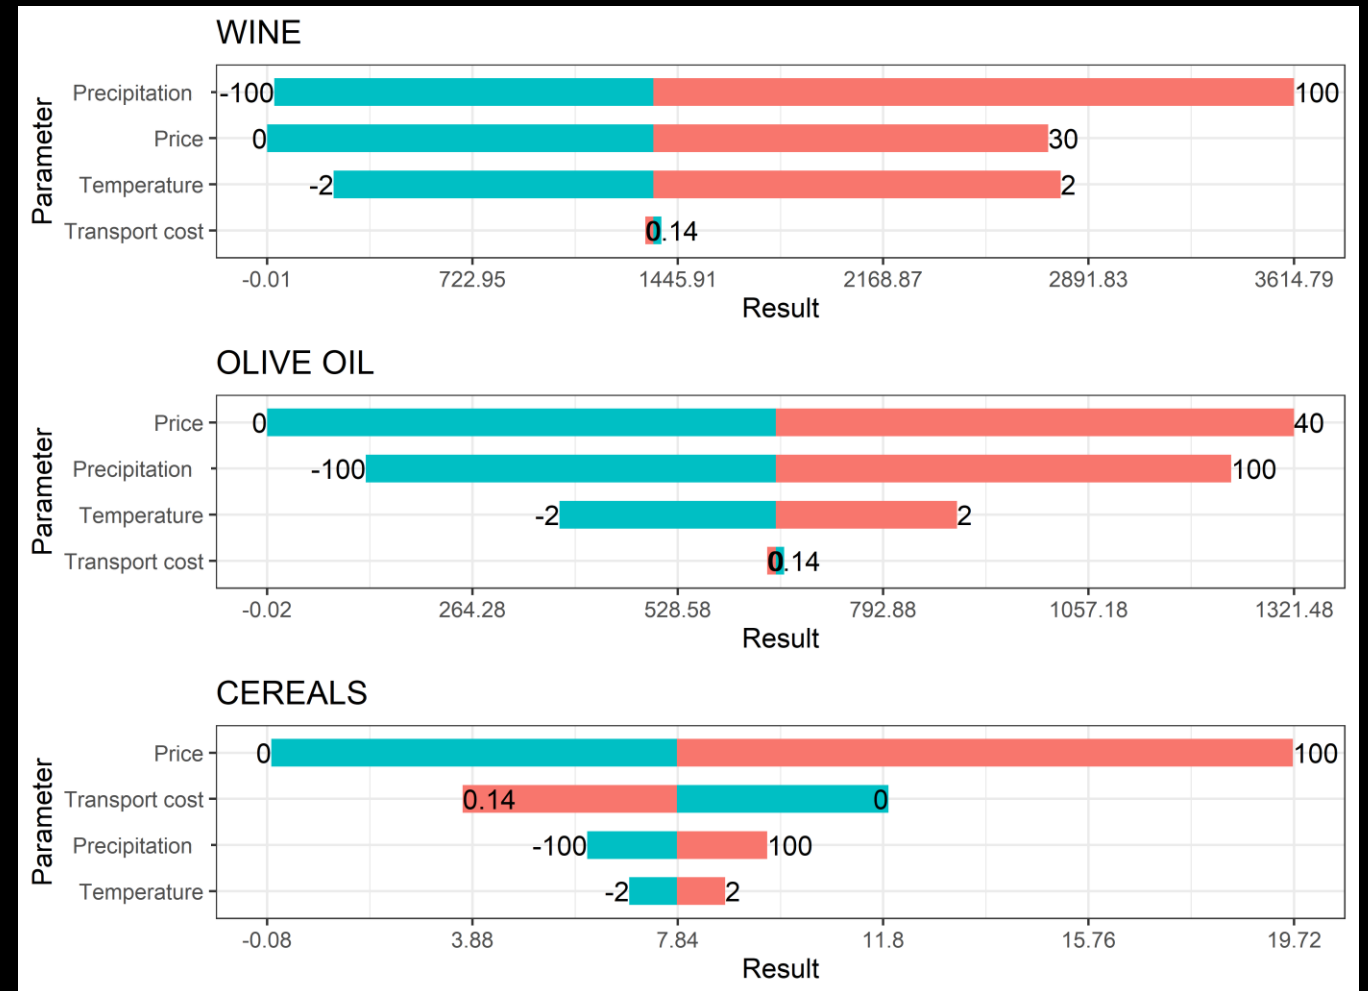 WINE
Parameter
Precipitation -100 100
Price 0 30
Temperature -2 2
Transport cost 0.14
-0.01 722.95 1445.91 2168.87 2891.83 3614.79
Result
OLIVE OIL
Parameter
Price 0 40
Precipitation -100 100
Temperature -2 2
Transport cost 0.14
-0.02 264.28 528.58 792.88 1057.18 1321.48
Result
CEREALS
Parameter
Price 0 100
Transport cost 0.14 0
Precipitation -100 100
Temperature -2 2
-0.08 3.88 7.84 11.8 15.76 19.72
Result